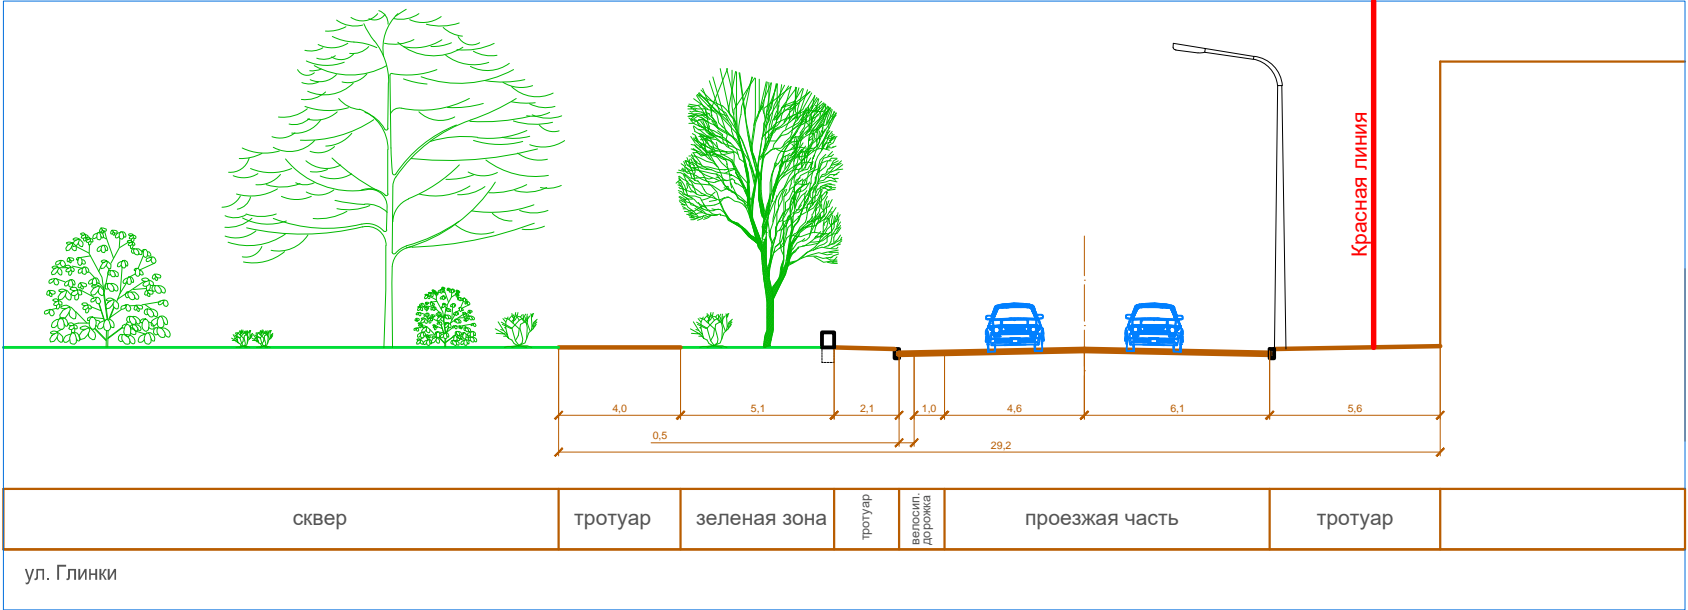 Красная линия
4,0
5,1
2,1
1,0
4,6
6,1
5,6
0,5
29,2
сквер
тротуар
зеленая зона
тротуар
велосип.
дорожка
проезжая часть
тротуар
ул. Глинки